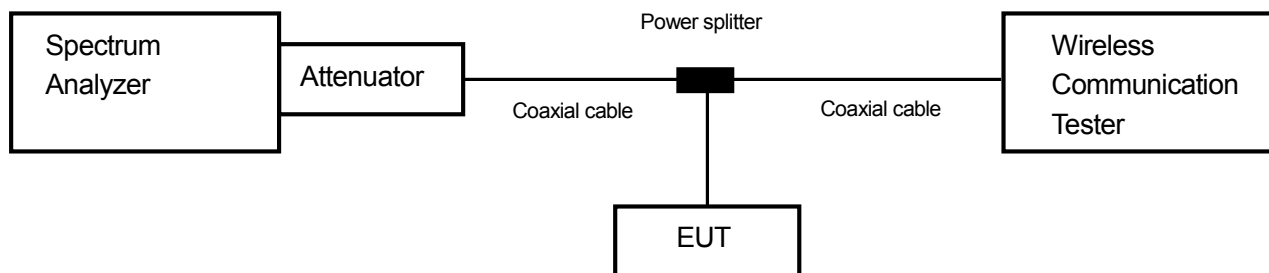 Power splitter
Spectrum
Analyzer
Attenuator
Wireless
Communication
Tester
Coaxial cable
Coaxial cable
EUT